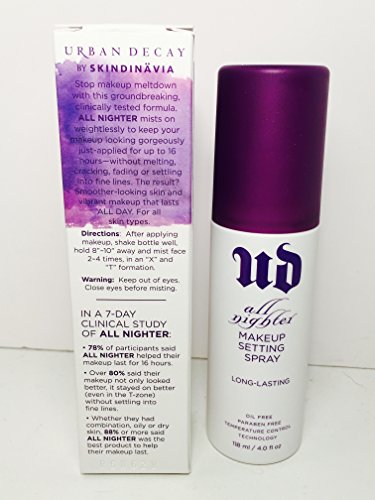 URBAN DECAY
BY SKINDINÄVIA
Stop makeup meltdown
with this groundbreaking,
clinically tested formula.
ALL NIGHTER mists on
weightlessly to keep your
makeup looking gorgeously
just-applied for up to 16
hours—without melting,
cracking, fading or settling
into fine lines. The result?
Smoother-looking skin and
vibrant makeup that lasts
ALL DAY. For all
skin types.
Directions: After applying
makeup, shake bottle well,
hold 8"-10" away and mist face
2-4 times, in an "X" and
"T" formation.
Warning: Keep out of eyes.
Close eyes before misting.
IN A 7-DAY
CLINICAL STUDY
OF ALL NIGHTER:
• 78% of participants said
ALL NIGHTER helped their
makeup last for 16 hours.
• Over 80% said their
makeup not only looked
better, it stayed on better
(even in the T-zone)
without settling into
fine lines.
• Whether they had
combination, oily or dry
skin, 88% or more said
ALL NIGHTER was the
best product to help
their makeup last.
UD
all
nighter
MAKEUP
SETTING
SPRAY
LONG-LASTING
OIL FREE
PARABEN FREE
TEMPERATURE CONTROL
TECHNOLOGY
118 ml / 4.0 fl oz